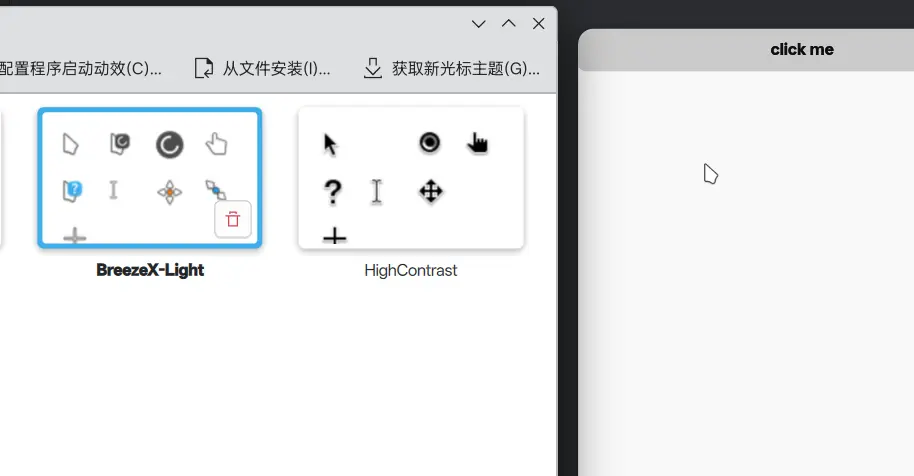 配置程序启动动效(C)...
从文件安装(I)...
获取新光标主题(G)...
click me
BreezeX-Light
HighContrast